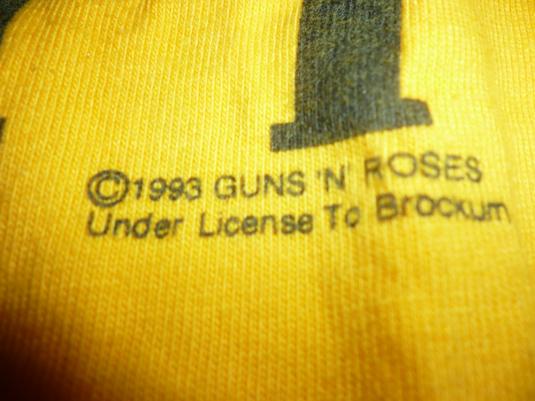 ©1993 GUNS 'N' ROSES
Under License To Brockum